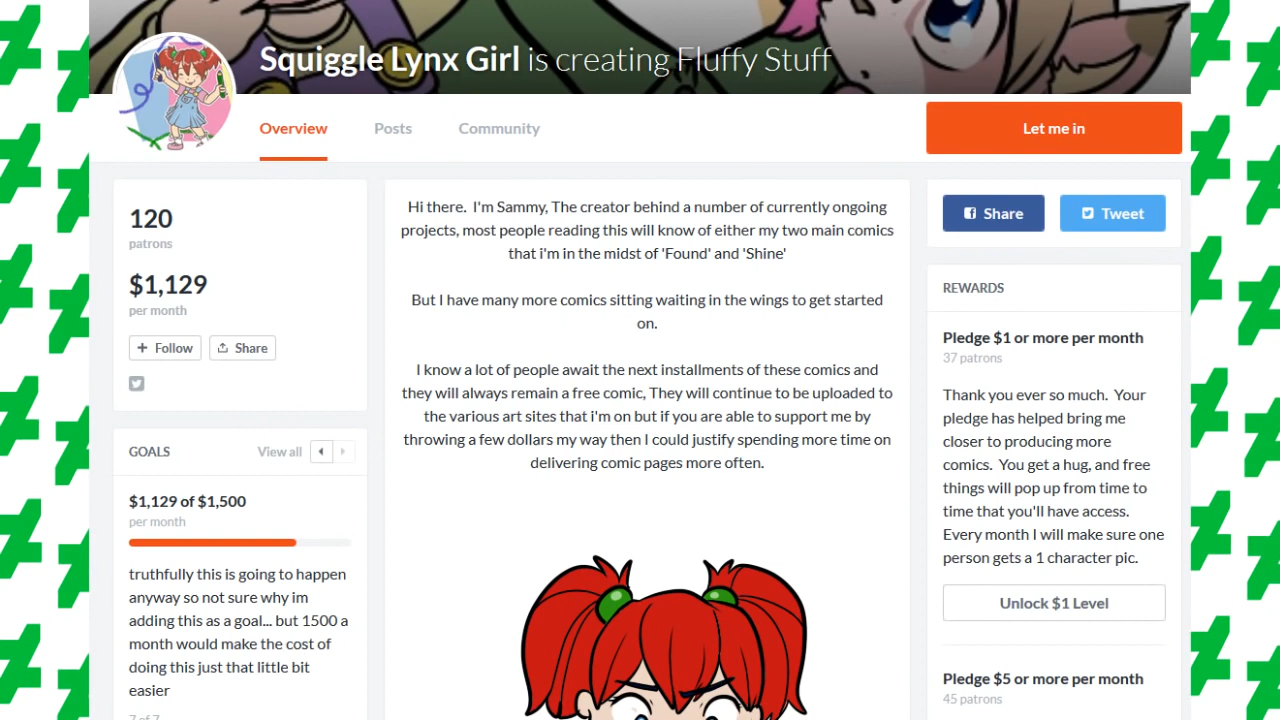 Squiggle Lynx Girl is creating Fluffy Stuff
Overview
Posts
Community
Let me in
120
patrons
$1,129
per month
Follow
Share
GOALS
View all
$1,129 of $1,500
per month
truthfully this is going to happen
anyway so not sure why im
adding this as a goal... but 1500 a
month would make the cost of
doing this just that little bit
easier
7 of 7
Hi there.  I'm Sammy, The creator behind a number of currently ongoing
projects, most people reading this will know of either my two main comics
that i'm in the midst of 'Found' and 'Shine'
But I have many more comics sitting waiting in the wings to get started
on.
I know a lot of people await the next installments of these comics and
they will always remain a free comic, They will continue to be uploaded to
the various art sites that i'm on but if you are able to support me by
throwing a few dollars my way then I could justify spending more time on
delivering comic pages more often.
Share
Tweet
REWARDS
Pledge $1 or more per month
37 patrons
Thank you ever so much.  Your
pledge has helped bring me
closer to producing more
comics.  You get a hug, and free
things will pop up from time to
time that you'll have access.
Every month I will make sure one
person gets a 1 character pic.
Unlock $1 Level
Pledge $5 or more per month
45 patrons